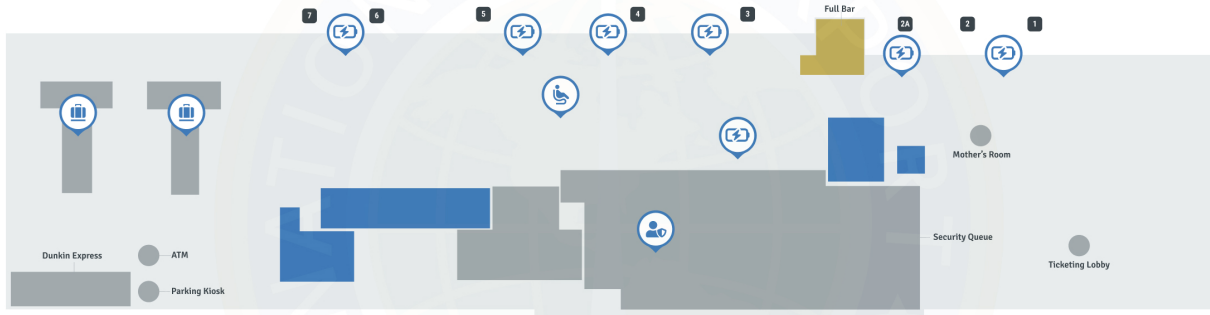 Full Bar
7
6
5
4
3
2A
2
1
Mother's Room
Security Queue
Ticketing Lobby
Dunkin Express
ATM
Parking Kiosk